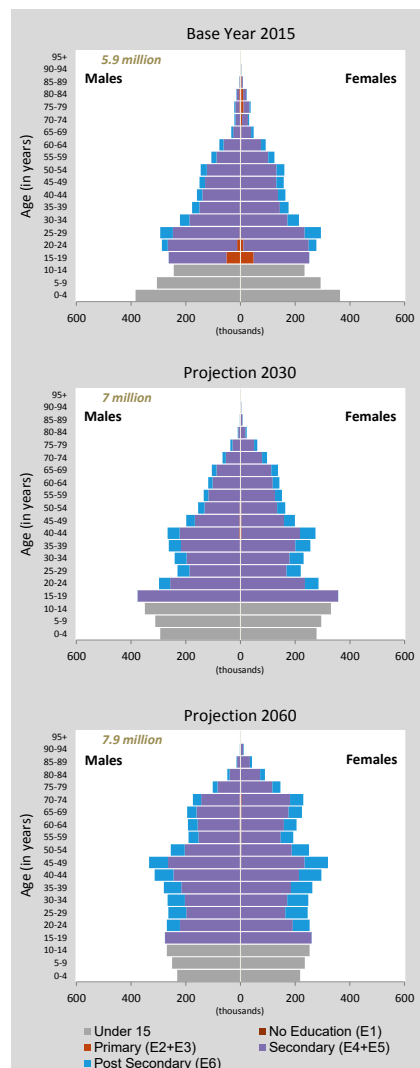 Base Year 2015
5.9 million
Males
Females
Age (in years)
95+
90-94
85-89
80-84
75-79
70-74
65-69
60-64
55-59
50-54
45-49
40-44
35-39
30-34
25-29
20-24
15-19
10-14
5-9
0-4
600 400 200 0 200 400 600
(thousands)
Projection 2030
7 million
Males
Females
Age (in years)
95+
90-94
85-89
80-84
75-79
70-74
65-69
60-64
55-59
50-54
45-49
40-44
35-39
30-34
25-29
20-24
15-19
10-14
5-9
0-4
600 400 200 0 200 400 600
(thousands)
Projection 2060
7.9 million
Males
Females
Age (in years)
95+
90-94
85-89
80-84
75-79
70-74
65-69
60-64
55-59
50-54
45-49
40-44
35-39
30-34
25-29
20-24
15-19
10-14
5-9
0-4
600 400 200 0 200 400 600
(thousands)
Under 15 No Education (E1)
Primary (E2+E3) Secondary (E4+E5)
Post Secondary (E6)